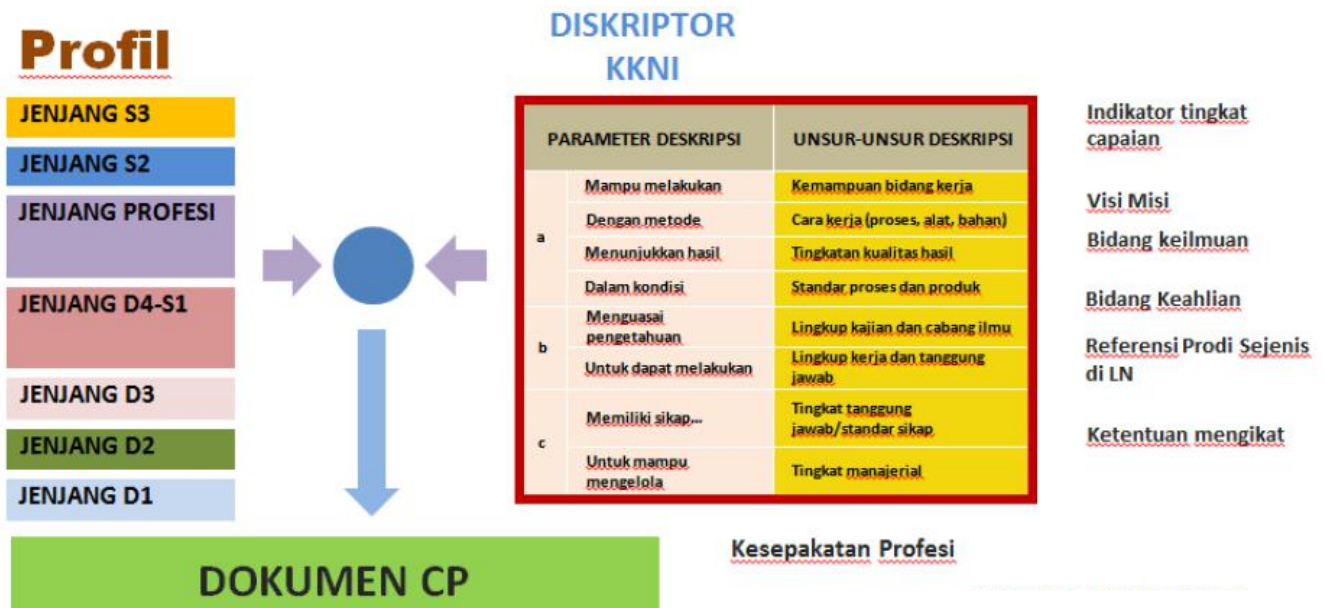 Profil
JENJANG S3
JENJANG S2
JENJANG PROFESI
JENJANG D4-S1
JENJANG D3
JENJANG D2
JENJANG D1
DISKRIPTOR
KKNI
PARAMETER DESKRIPSI UNSUR-UNSUR DESKRIPSI
a
Mampu melakukan Kemampuan bidang kerja
Dengan metode Cara kerja (proses, alat, bahan)
Menunjukkan hasil Tingkatan kualitas hasil
Dalam kondisi Standar proses dan produk
b
Menguasai
pengetahuan
Lingkup kajian dan cabang ilmu
Untuk dapat melakukan
Lingkup kerja dan tanggung
jawab
c
Memiliki sikap...
Tingkat tanggung
jawab/standar sikap
Untuk mampu
mengelola
Tingkat manajerial
Indikator tingkat
capaian
Visi Misi
Bidang keilmuan
Bidang Keahlian
Referensi Prodi Sejenis
di LN
Ketentuan mengikat
Kesepakatan Profesi
DOKUMEN CP